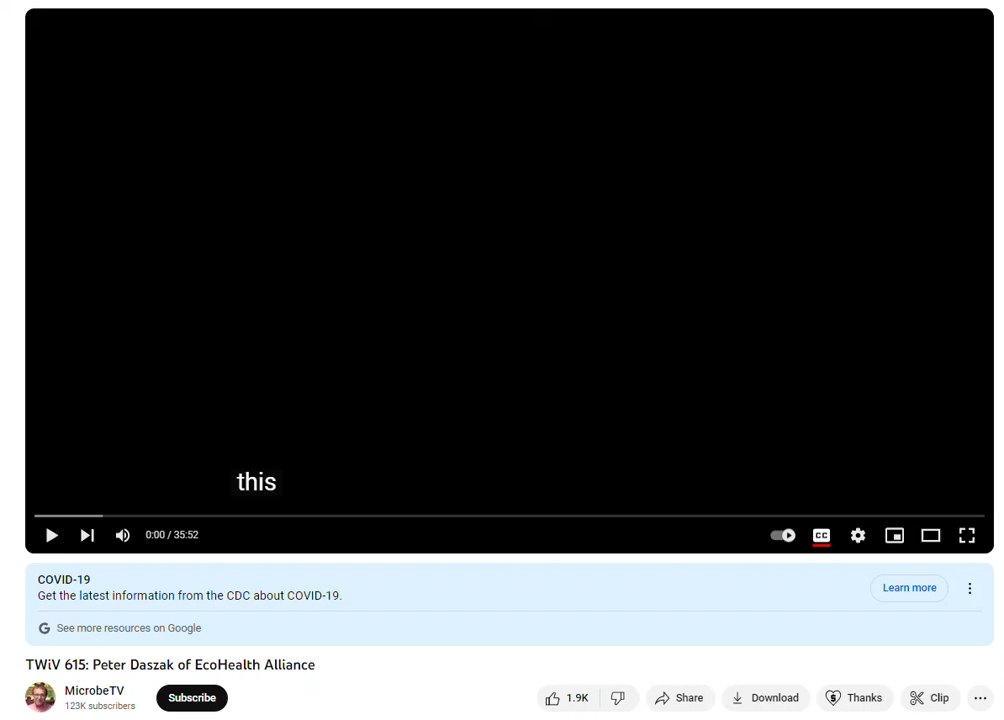 this
0:00 / 35:52
CC
COVID-19
Get the latest information from the CDC about COVID-19.
Learn more
G See more resources on Google
TWiV 615: Peter Daszak of EcoHealth Alliance
MicrobeTV
123K subscribers
Subscribe
1.9K
Share
Download
$ Thanks
Clip